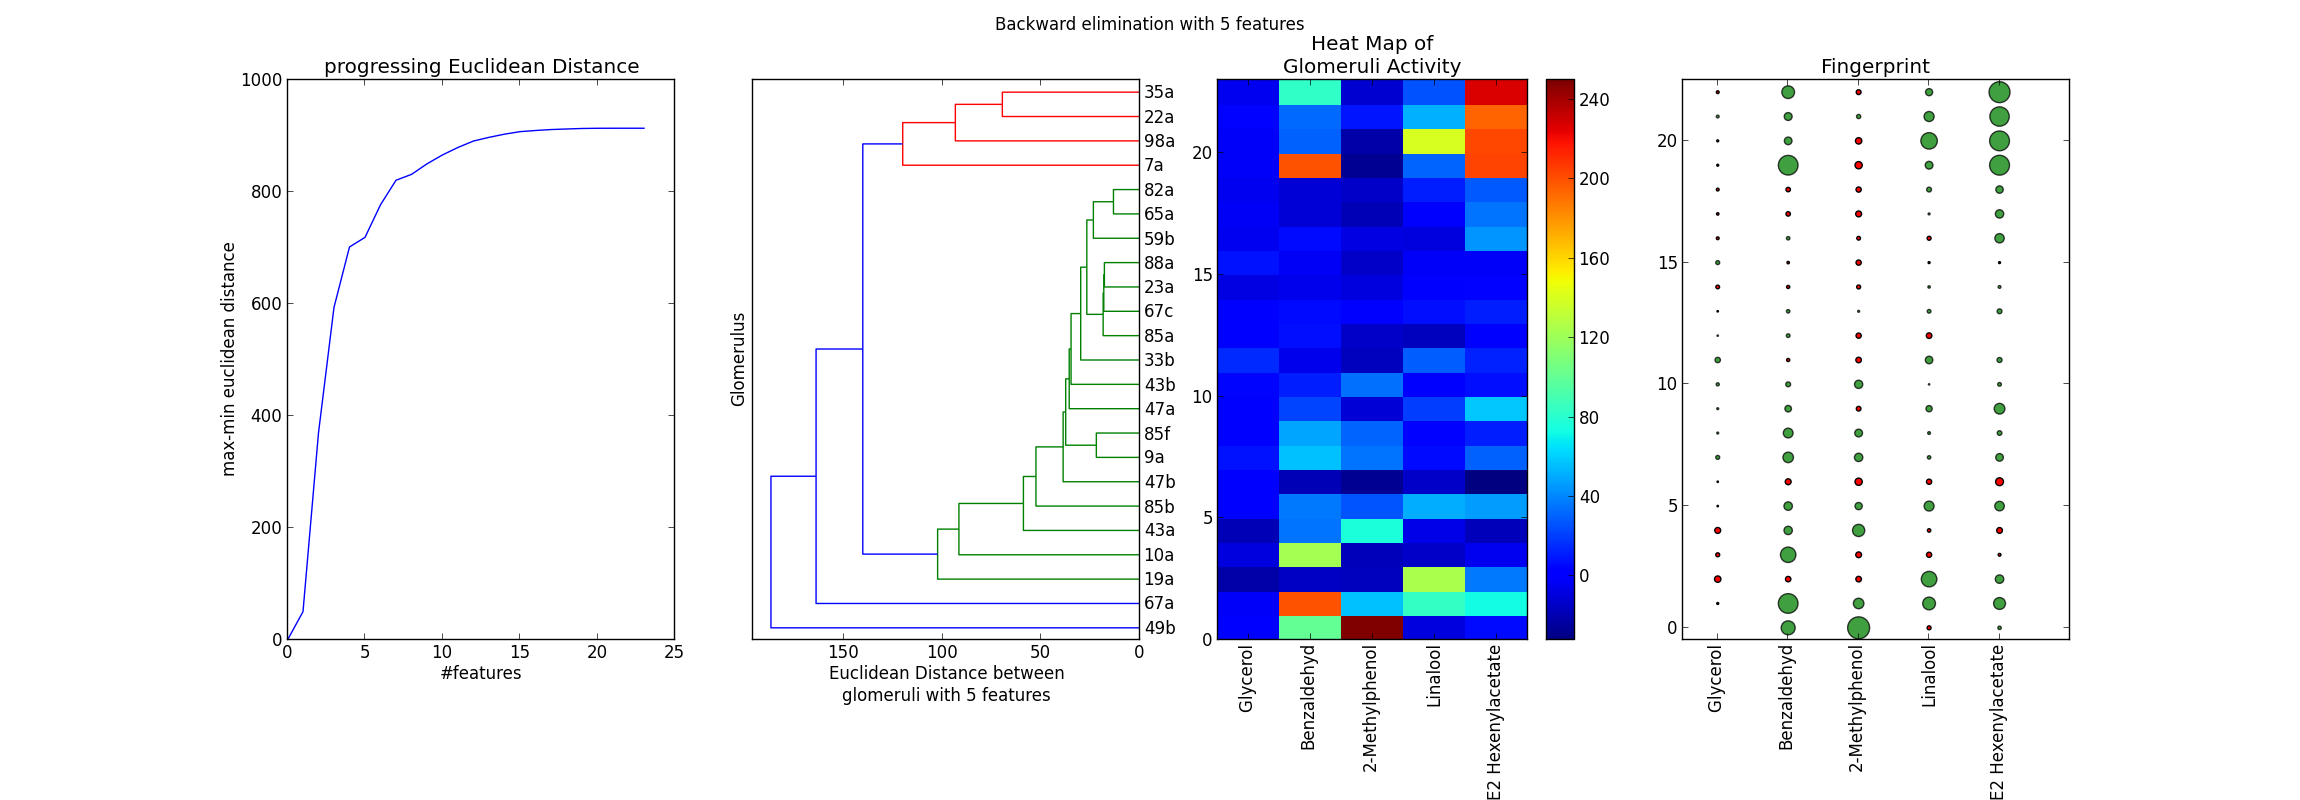 Backward elimination with 5 features
progressing Euclidean Distance
1000
800
600
400
200
0
max-min euclidean distance
0 5 10 15 20 25
#features
Glomerulus
35a
22a
98a
7a
82a
65a
59b
88a
23a
67c
85a
33b
43b
47a
85f
9a
47b
85b
43a
10a
19a
67a
49b
150 100 50 0
Euclidean Distance between
glomeruli with 5 features
Heat Map of
Glomeruli Activity
20
15
10
5
0
Glycerol
Benzaldehyd
2-Methylphenol
Linalool
E2 Hexenylacetate
240
200
160
120
80
40
0
Fingerprint
20
15
10
5
0
Glycerol
Benzaldehyd
2-Methylphenol
Linalool
E2 Hexenylacetate